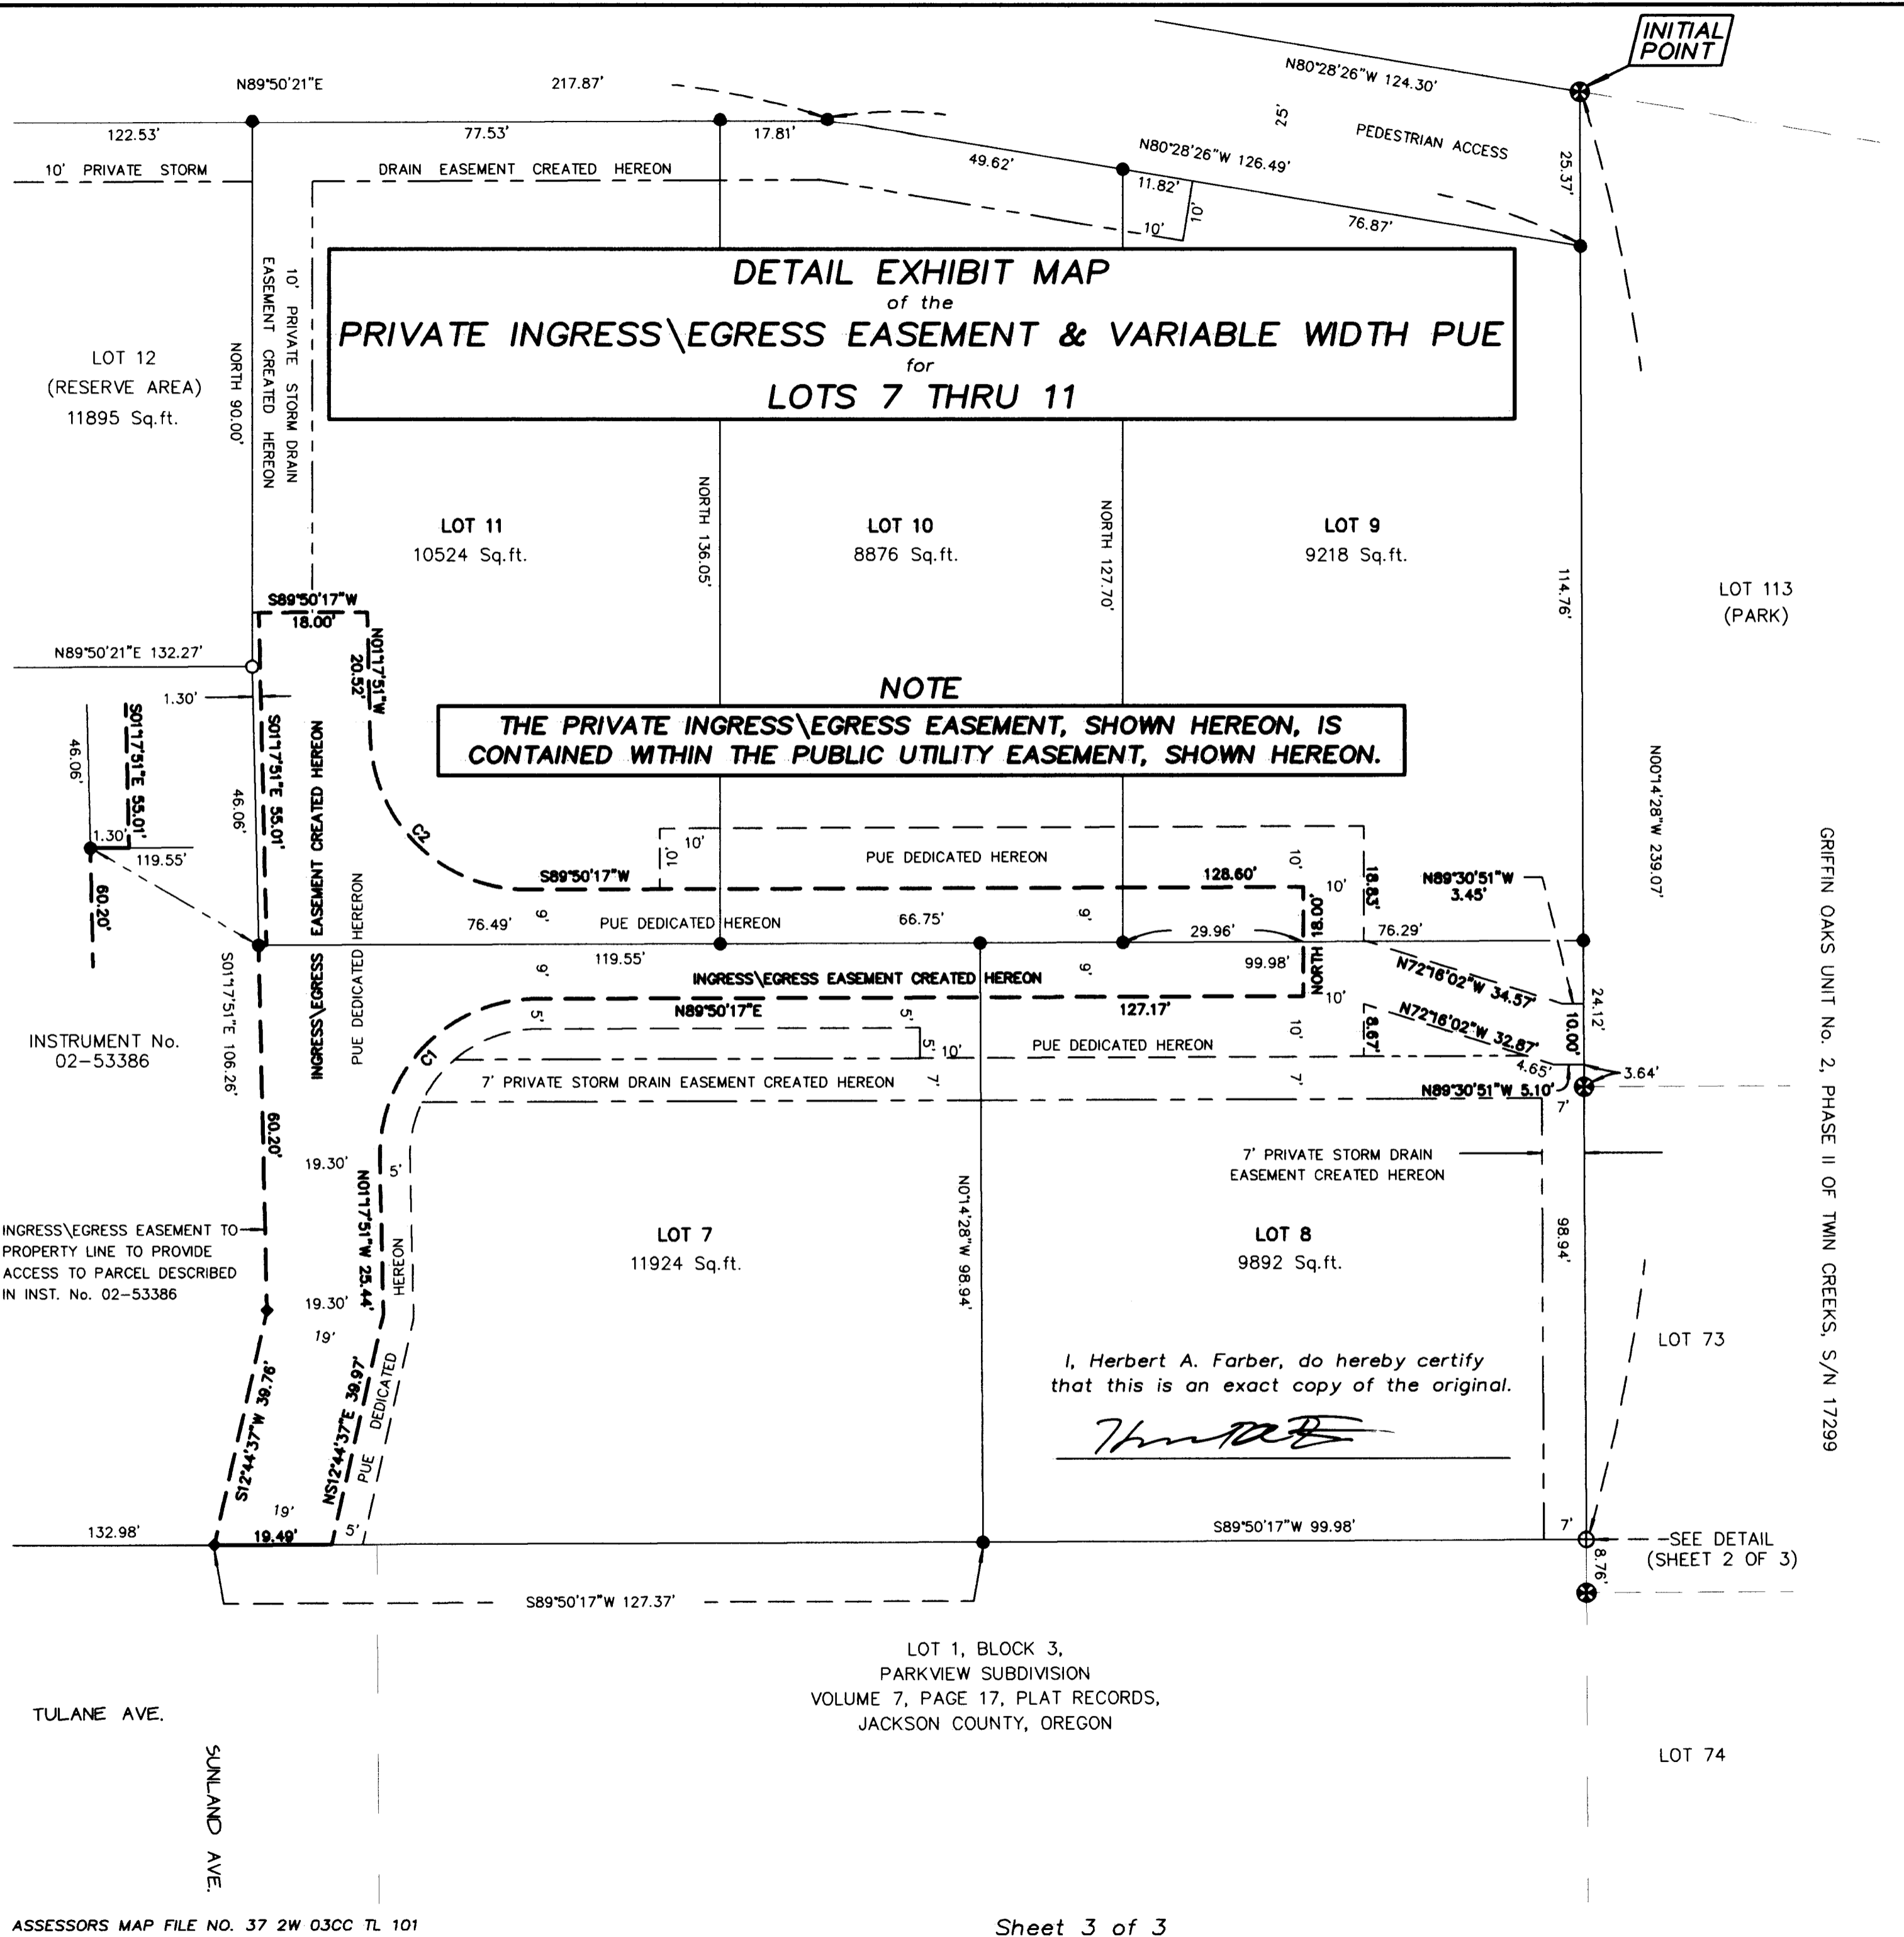 INITIAL
POINT
N80°28'26"W 124.30'
N89°50'21"E
217.87'
25'
PEDESTRIAN ACCESS
25.37'
122.53'
77.53'
17.81'
49.62'
N80°28'26"W 126.49'
11.82'
76.87'
10' PRIVATE STORM
DRAIN EASEMENT CREATED HEREON
10'
10'
DETAIL EXHIBIT MAP
of the
PRIVATE INGRESS\EGRESS EASEMENT & VARIABLE WIDTH PUE
for
LOTS 7 THRU 11
10' PRIVATE STORM DRAIN
EASEMENT CREATED HEREON
NORTH 90.00'
LOT 12
(RESERVE AREA)
11895 Sq.ft.
LOT 11
10524 Sq.ft.
NORTH 136.05'
LOT 10
8876 Sq.ft.
NORTH 127.70'
LOT 9
9218 Sq.ft.
114.76'
LOT 113
(PARK)
S89°50'17"W
18.00'
N01°17'51"W
20.52'
N89°50'21"E 132.27'
1.30'
NOTE
THE PRIVATE INGRESS\EGRESS EASEMENT, SHOWN HEREON, IS
CONTAINED WITHIN THE PUBLIC UTILITY EASEMENT, SHOWN HEREON.
46.06'
S01°17'51"E 55.01'
1.30'
119.55'
60.20'
46.06'
S01°17'51"E 55.01'
INGRESS\EGRESS EASEMENT CREATED HEREON
PUE DEDICATED HERERON
C2
N00°14'28"W 239.07'
GRIFFIN OAKS UNIT No. 2, PHASE II OF TWIN CREEKS, S/N 17299
10'
10'
PUE DEDICATED HEREON
10'
S89°50'17"W
128.60'
10'
18.83'
N89°30'51"W
3.45'
76.49'
9'
PUE DEDICATED HEREON
66.75'
9'
29.96'
NORTH 18.00'
76.29'
119.55'
9'
INGRESS\EGRESS EASEMENT CREATED HEREON
9'
99.98'
N72°16'02"W 34.57'
24.12'
S01°17'51"E 106.26'
N89°50'17"E
127.17'
10'
8.67'
N72°16'02"W 32.87'
10.00'
INSTRUMENT No.
02-53386
C1
5'
5'
5'
10'
10'
PUE DEDICATED HEREON
4.65'
3.64'
7' PRIVATE STORM DRAIN EASEMENT CREATED HEREON
7'
7'
N89°30'51"W 5.10'
7'
60.20'
19.30'
5'
N01°17'51"W 25.44'
7' PRIVATE STORM DRAIN
EASEMENT CREATED HEREON
INGRESS\EGRESS EASEMENT TO
PROPERTY LINE TO PROVIDE
ACCESS TO PARCEL DESCRIBED
IN INST. No. 02-53386
LOT 7
11924 Sq.ft.
N0°14'28"W 98.94'
LOT 8
9892 Sq.ft.
98.94'
19.30'
19'
PUE DEDICATED HEREON
S12°44'37"W 39.76'
NS12°44'37"E 39.97'
I, Herbert A. Farber, do hereby certify
that this is an exact copy of the original.
LOT 73
132.98'
19'
19.49'
5'
S89°50'17"W 99.98'
7'
SEE DETAIL
(SHEET 2 OF 3)
8.76'
S89°50'17"W 127.37'
LOT 1, BLOCK 3,
PARKVIEW SUBDIVISION
VOLUME 7, PAGE 17, PLAT RECORDS,
JACKSON COUNTY, OREGON
TULANE AVE.
SUNLAND AVE.
LOT 74
ASSESSORS MAP FILE NO. 37 2W 03CC TL 101
Sheet 3 of 3